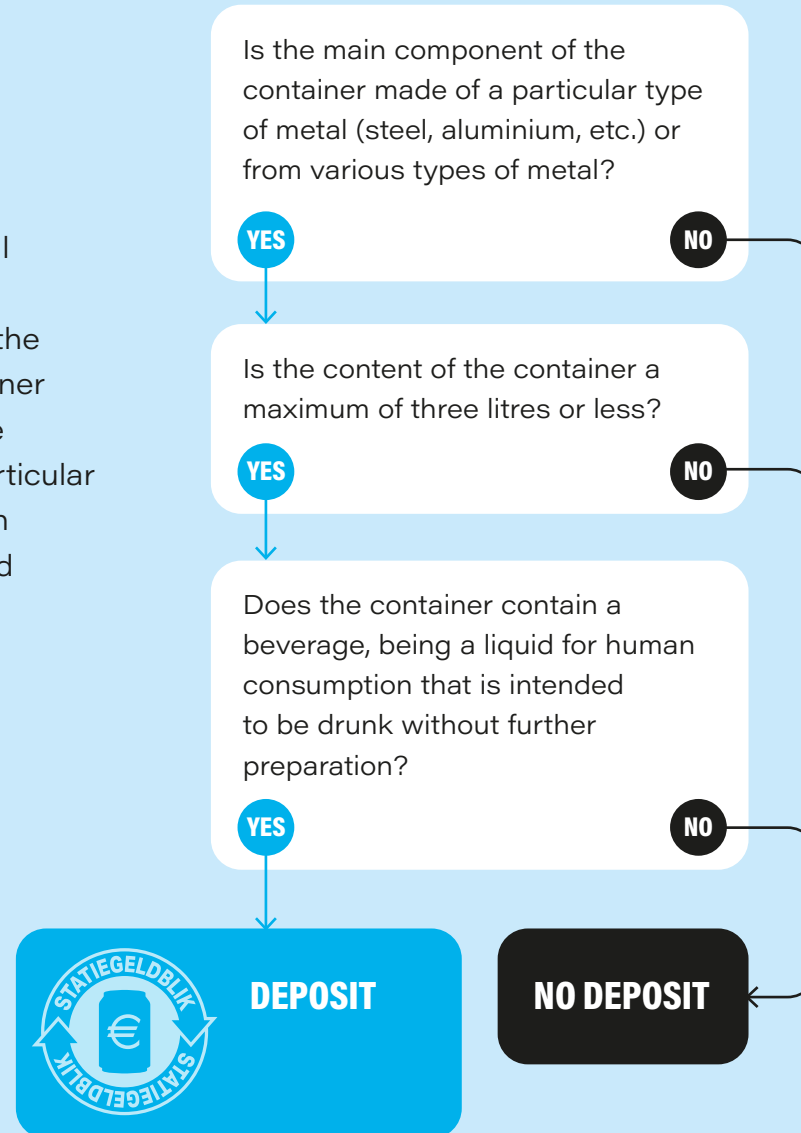 l
the
ner
e
rticular
n
d
Is the main component of the
container made of a particular type
of metal (steel, aluminium, etc.) or
from various types of metal?
YES
NO
Is the content of the container a
maximum of three litres or less?
YES
NO
Does the container contain a
beverage, being a liquid for human
consumption that is intended
to be drunk without further
preparation?
YES
NO
STATIEGELDBLIK
€
STATIEGELDBLIK
DEPOSIT
NO DEPOSIT